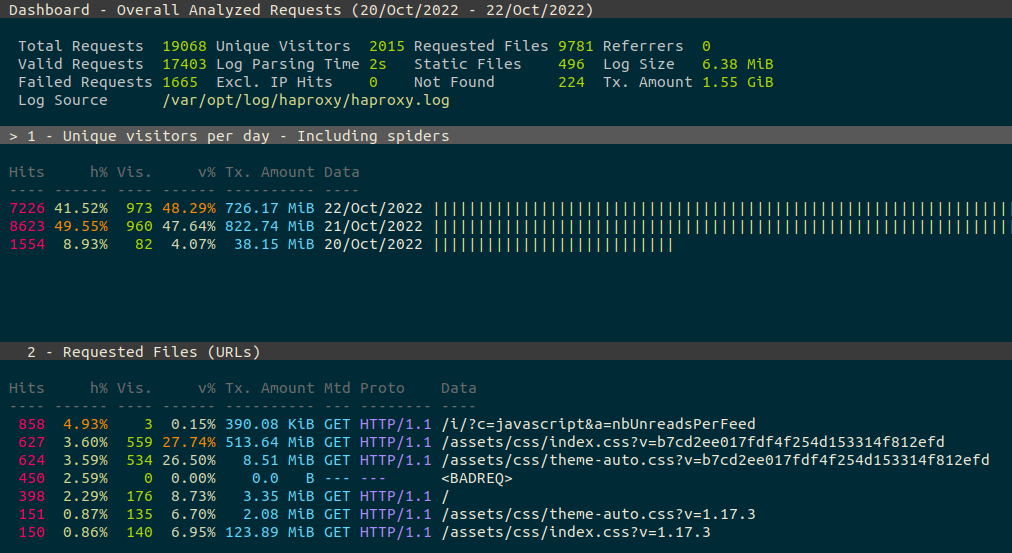 Dashboard - Overall Analyzed Requests (20/Oct/2022 - 22/Oct/2022)
Total Requests 19068 Unique Visitors 2015 Requested Files 9781 Referrers 0
Valid Requests 17403 Log Parsing Time 2s Static Files 496 Log Size 6.38 MiB
Failed Requests 1665 Excl. IP Hits 0 Not Found 224 Tx. Amount 1.55 GiB
Log Source /var/opt/log/haproxy/haproxy.log
> 1 - Unique visitors per day - Including spiders
Hits h% Vis. v% Tx. Amount Data
---- ------ ---- ------ ---------- ----
7226 41.52% 973 48.29% 726.17 MiB 22/Oct/2022
8623 49.55% 960 47.64% 822.74 MiB 21/Oct/2022
1554 8.93% 82 4.07% 38.15 MiB 20/Oct/2022
2 - Requested Files (URLs)
Hits h% Vis. v% Tx. Amount Mtd Proto Data
---- ------ ---- ------ ---------- --- -------- ----
858 4.93% 3 0.15% 390.08 KiB GET HTTP/1.1 /i/?c=javascript&a=nbUnreadsPerFeed
627 3.60% 559 27.74% 513.64 MiB GET HTTP/1.1 /assets/css/index.css?v=b7cd2ee017fdf4f254d153314f812efd
624 3.59% 534 26.50% 8.51 MiB GET HTTP/1.1 /assets/css/theme-auto.css?v=b7cd2ee017fdf4f254d153314f812efd
450 2.59% 0 0.00% 0.0 B --- --- <BADREQ>
398 2.29% 176 8.73% 3.35 MiB GET HTTP/1.1 /
151 0.87% 135 6.70% 2.08 MiB GET HTTP/1.1 /assets/css/theme-auto.css?v=1.17.3
150 0.86% 140 6.95% 123.89 MiB GET HTTP/1.1 /assets/css/index.css?v=1.17.3